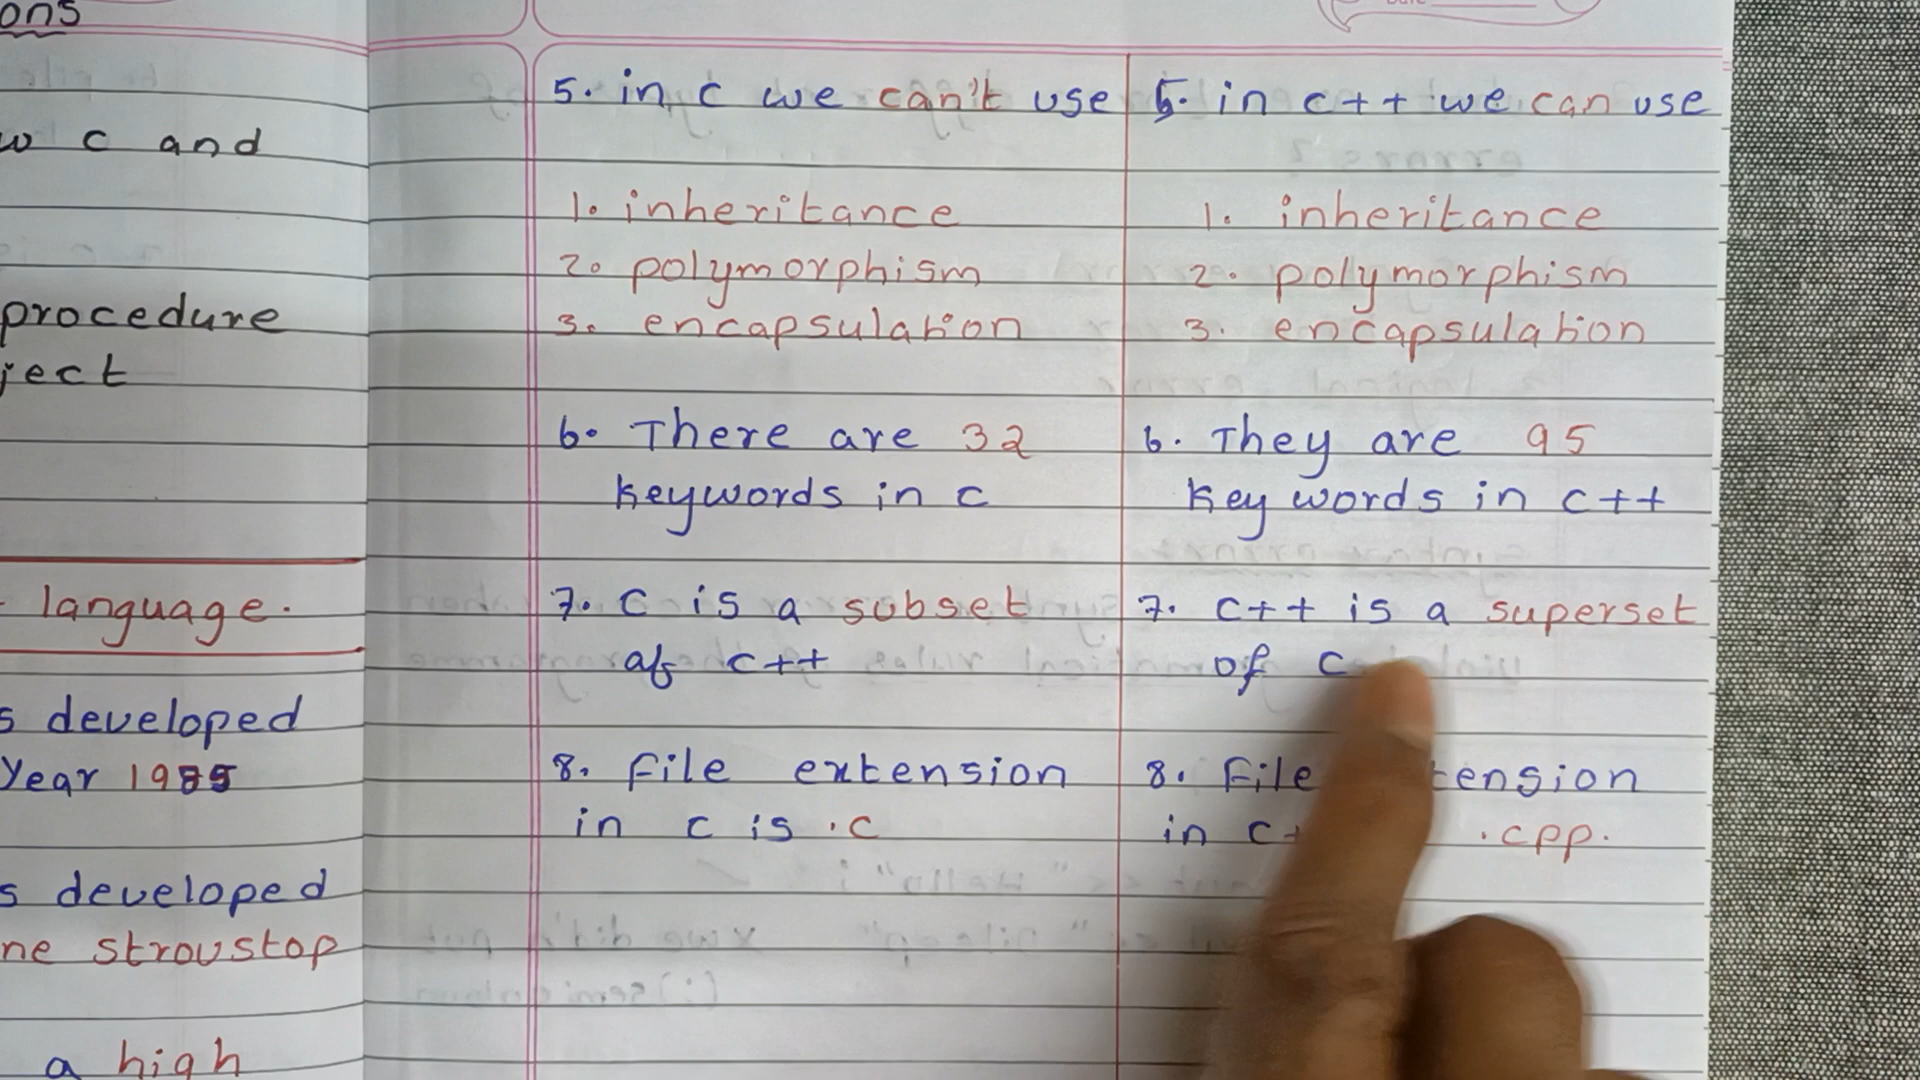 ons
w c and
procedure
ject
language.
s developed
Year 1985
s developed
ne stroustop
a high
5. in c we can't use
1. inheritance
2. polymorphism
3. encapsulation
6. There are 32
keywords in c
7. C is a subset
of c++
8. File extension
in c is .c
5. in c++ we can use
1. inheritance
2. polymorphism
3. encapsulation
6. They are 95
key words in c++
7. c++ is a superset
of c
8. File tension
in c+ .cpp.